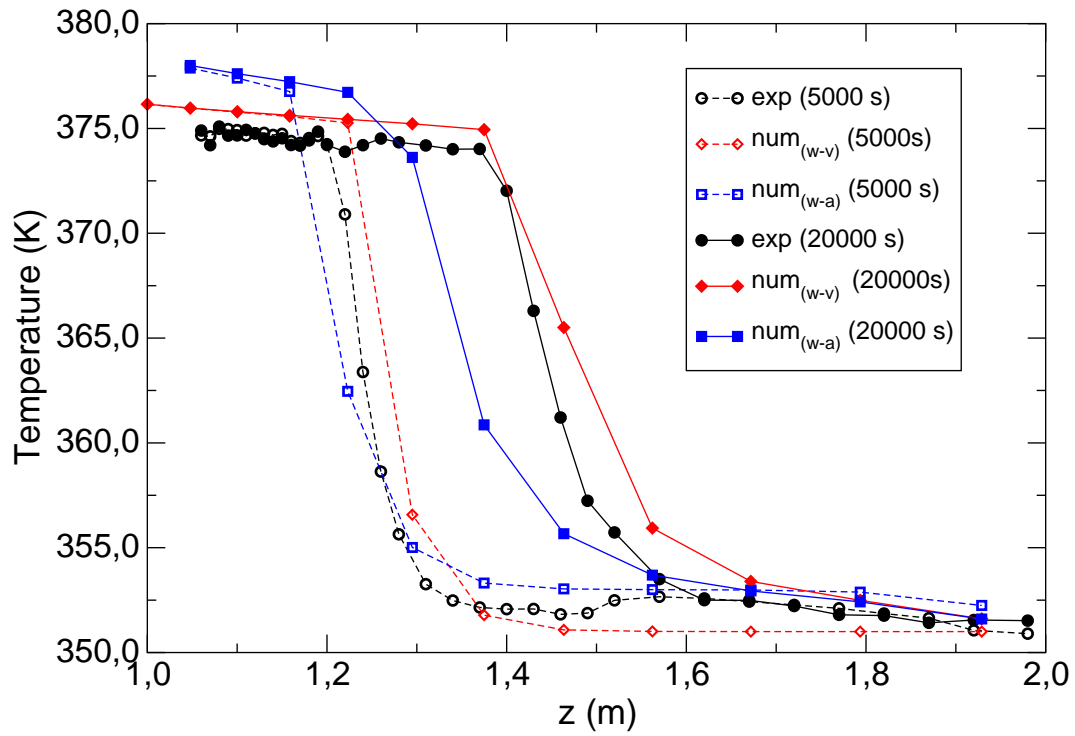 380,0
375,0
370,0
365,0
360,0
355,0
350,0
Temperature (K)
1,0
1,2
1,4
1,6
1,8
2,0
z (m)
exp (5000 s)
num(w-v) (5000s)
num(w-a) (5000 s)
exp (20000 s)
num(w-v) (20000s)
num(w-a) (20000 s)